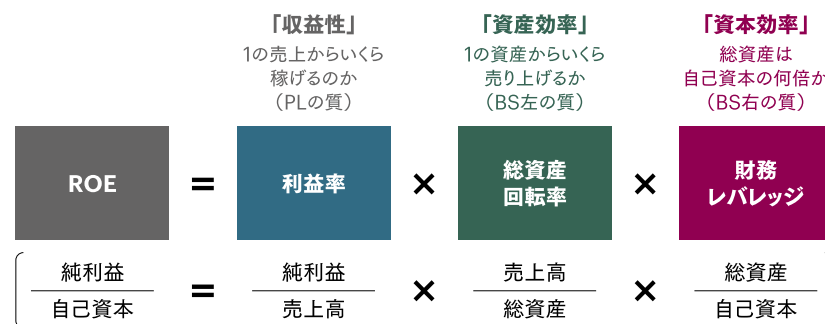 「収益性」
1の売上からいくら
稼げるのか
（PLの質）
「資産効率」
1の資産からいくら
売り上げるか
（BS左の質）
「資本効率」
総資産は
自己資本の何倍か
（BS右の質）
ROE
=
利益率
×
総資産
回転率
×
財務
レバレッジ
純利益
自己資本
=
純利益
売上高
×
売上高
総資産
×
総資産
自己資本